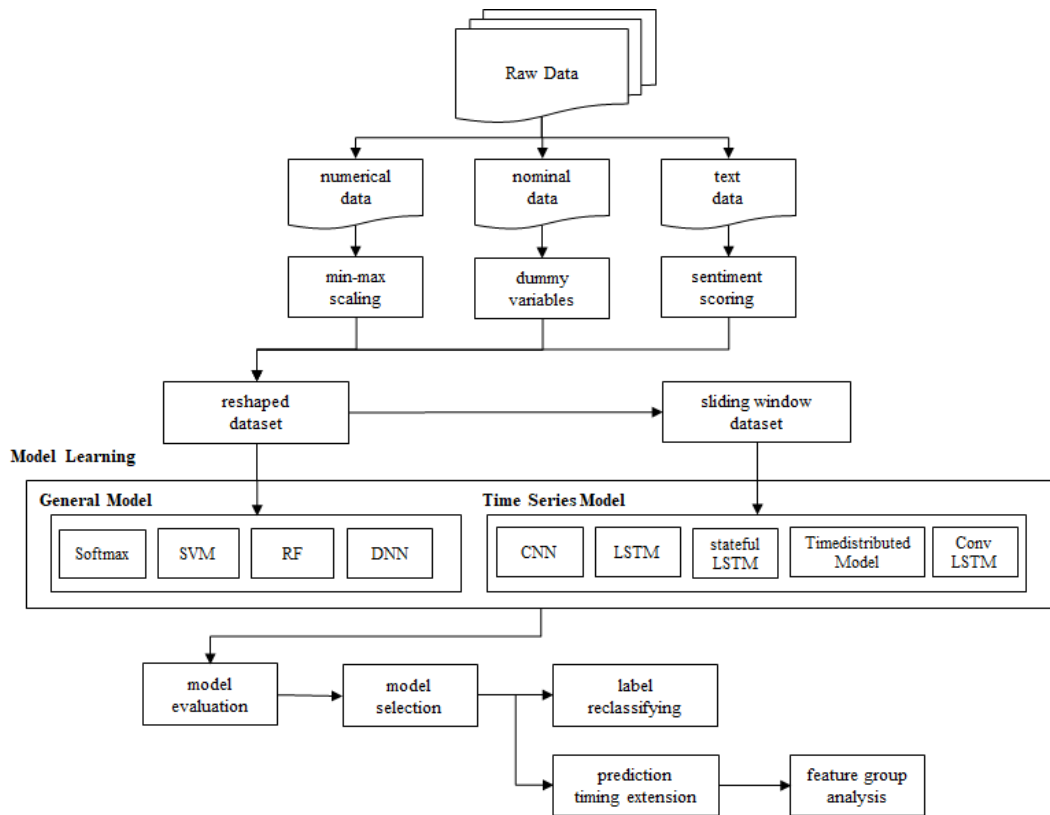 Raw Data
numerical
data
nominal
data
text
data
min-max
scaling
dummy
variables
sentiment
scoring
reshaped
dataset
sliding window
dataset
Model Learning
General Model
Time Series Model
Softmax
SVM
RF
DNN
CNN
LSTM
stateful
LSTM
Timedistributed
Model
Conv
LSTM
model
evaluation
model
selection
label
reclassifying
prediction
timing extension
feature group
analysis